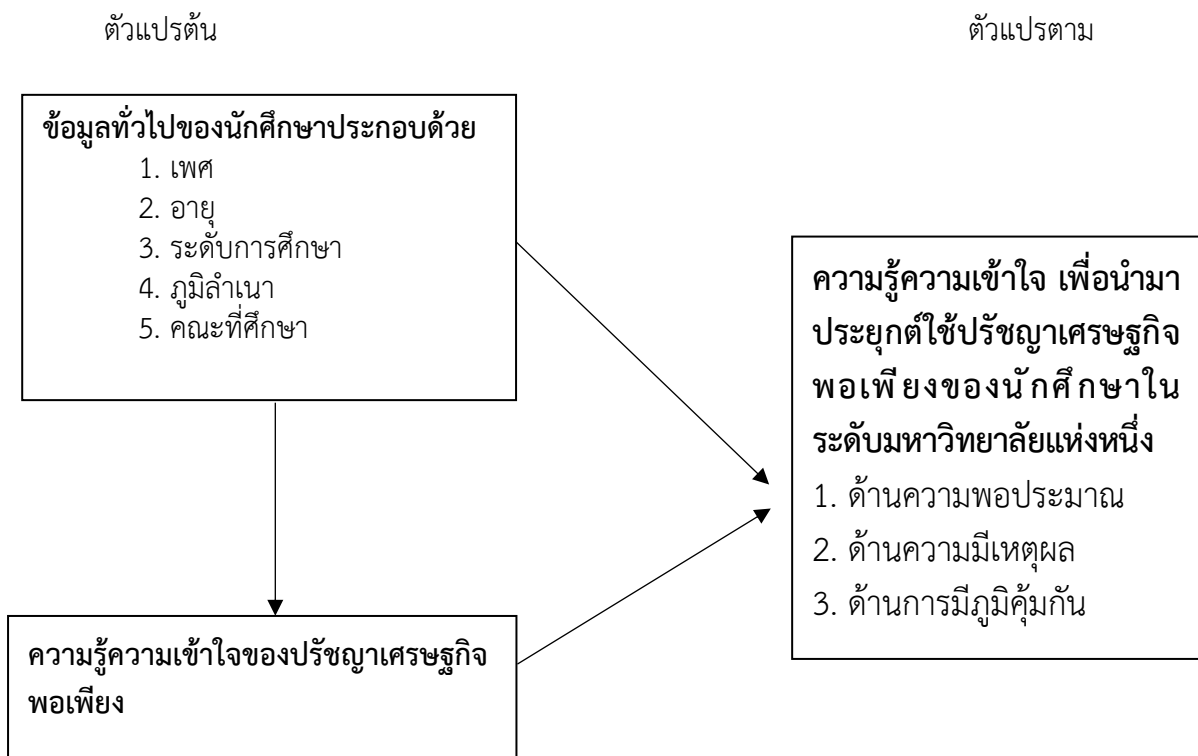 ตัวแปรต้น
ตัวแปรตาม
ข้อมูลทั่วไปของนักศึกษาประกอบด้วย
1. เพศ
2. อายุ
3. ระดับการศึกษา
4. ภูมิลำเนา
5. คณะที่ศึกษา
ความรู้ความเข้าใจของปรัชญาเศรษฐกิจ
พอเพียง
ความรู้ความเข้าใจ เพื่อนำมา
ประยุกต์ใช้ปรัชญาเศรษฐกิจ
พอเพียงของนักศึกษาใน
ระดับมหาวิทยาลัยแห่งหนึ่ง
1. ด้านความพอประมาณ
2. ด้านความมีเหตุผล
3. ด้านการมีภูมิคุ้มกัน